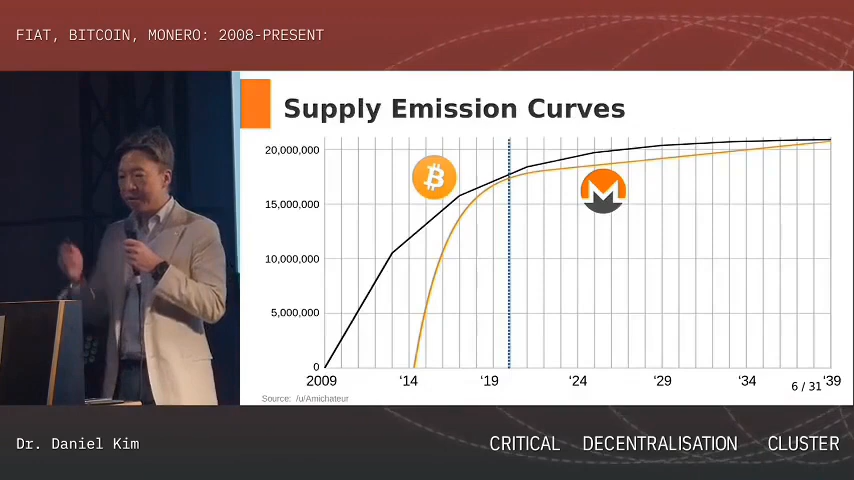 FIAT, BITCOIN, MONERO: 2008-PRESENT
Supply Emission Curves
20,000,000
15,000,000
10,000,000
5,000,000
0
2009 '14 '19 '24 '29 '34 '39
6 / 31
Source: /u/Amichateur
Dr. Daniel Kim
CRITICAL DECENTRALISATION CLUSTER